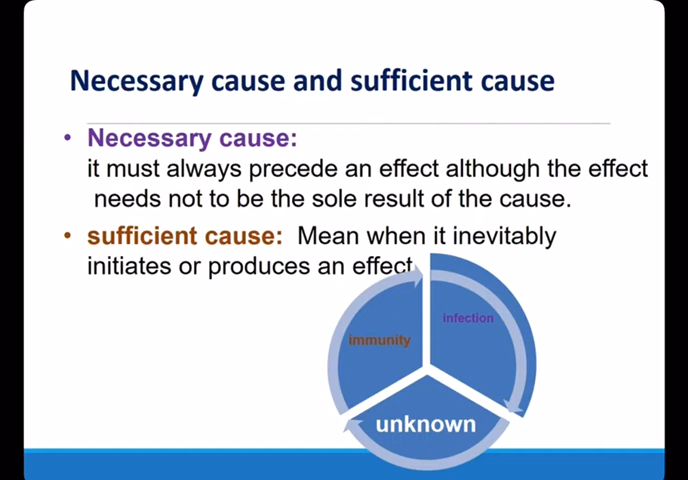 Necessary cause and sufficient cause
• Necessary cause:
it must always precede an effect although the effect
needs not to be the sole result of the cause.
• sufficient cause: Mean when it inevitably
initiates or produces an effect
infection
immunity
unknown